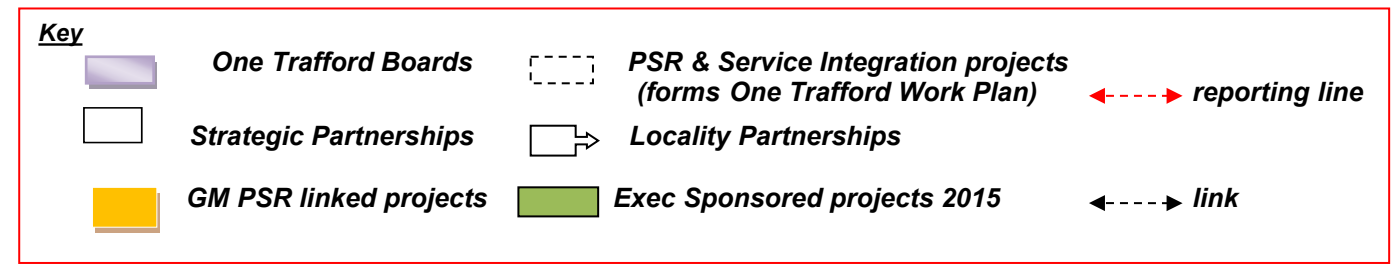 Key
One Trafford Boards
PSR & Service Integration projects
(forms One Trafford Work Plan)
reporting line
Strategic Partnerships
Locality Partnerships
GM PSR linked projects
Exec Sponsored projects 2015
link